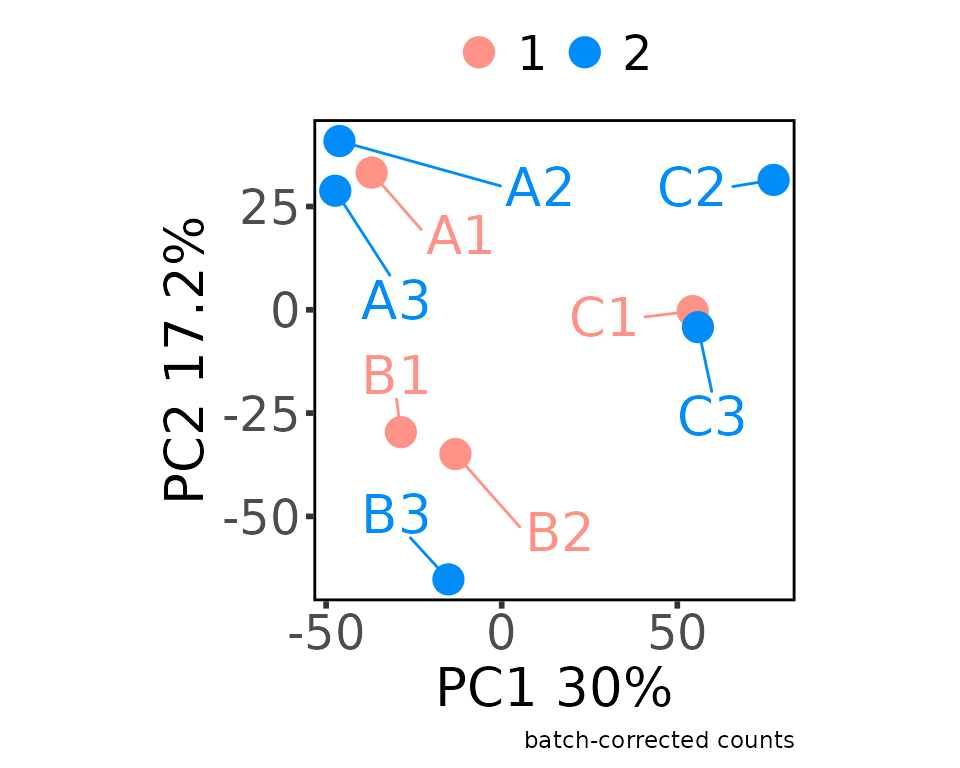 1 2
PC2 17.2%
25
0
-25
-50
A2
C2
A1
A3
C1
B1
C3
B3
B2
-50 0 50
PC1 30%
batch-corrected counts